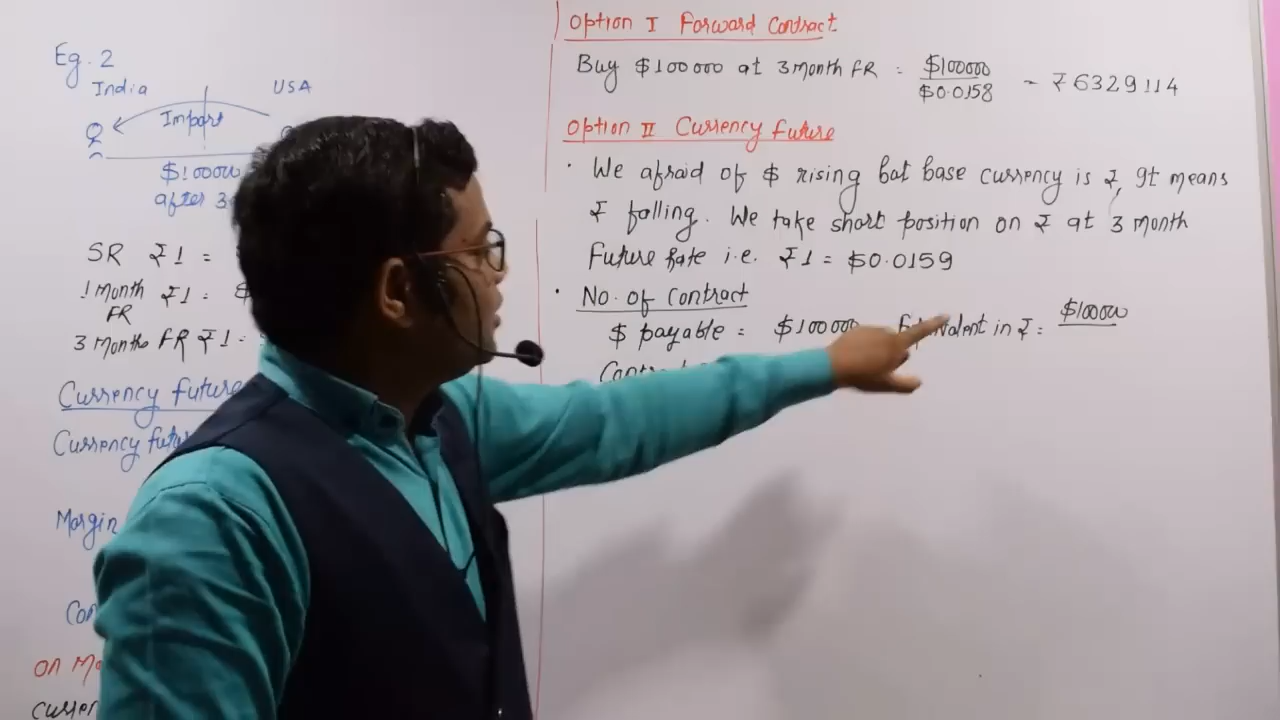 Eg. 2
India
USA
Import
$100000
after 3
SR ₹1 =
1 Month FR ₹1 =
3 Months FR ₹1 =
Currency future
Currency futu
Margin
Con
on Ma
curren
Option I Forward Contract
Buy $100000 at 3 month FR = $100000 / $0.0158 = ₹6329114
Option II Currency Future
• We afraid of $ rising but base currency is ₹, It means
₹ falling. We take short position on ₹ at 3 month
Future Rate i.e. ₹1 = $0.0159
• No. of Contract
$ payable = $100000 Equivalent in ₹ = $100000
Contract